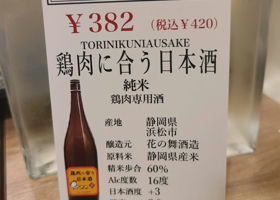 ¥382 (税込¥420)
TORINIKUNIAUSAKE
鶏肉に合う日本酒
純米
鶏肉専用酒
産地 静岡県
浜松市
醸造元 花の舞酒造
原料米 静岡県産米
精米歩合 60%
Alc度数 16度
日本酒度 +3